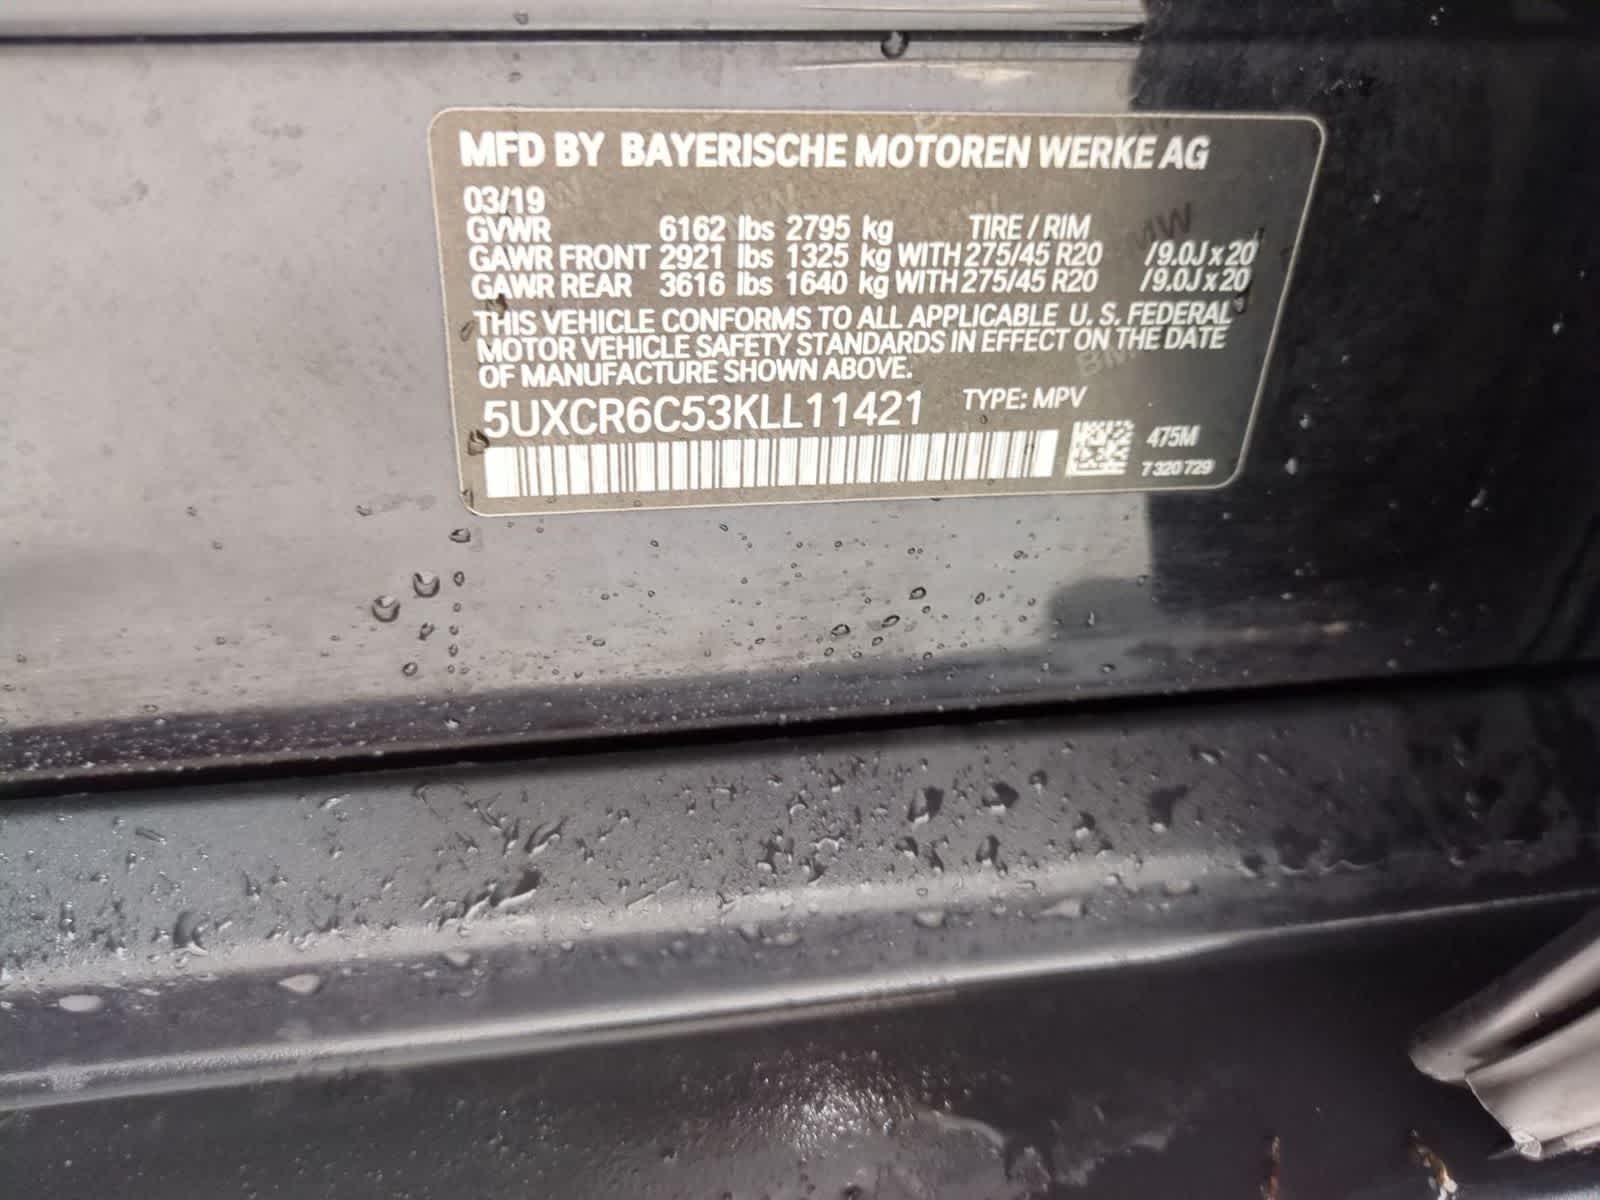 MFD BY BAYERISCHE MOTOREN WERKE AG
03/19
GVWR 6162 lbs 2795 kg TIRE / RIM
GAWR FRONT 2921 lbs 1325 kg WITH 275/45 R20 /9.0J x 20
GAWR REAR 3616 lbs 1640 kg WITH 275/45 R20 /9.0J x 20
THIS VEHICLE CONFORMS TO ALL APPLICABLE U. S. FEDERAL
MOTOR VEHICLE SAFETY STANDARDS IN EFFECT ON THE DATE
OF MANUFACTURE SHOWN ABOVE.
5UXCR6C53KLL11421 TYPE: MPV
475M
7 320 729